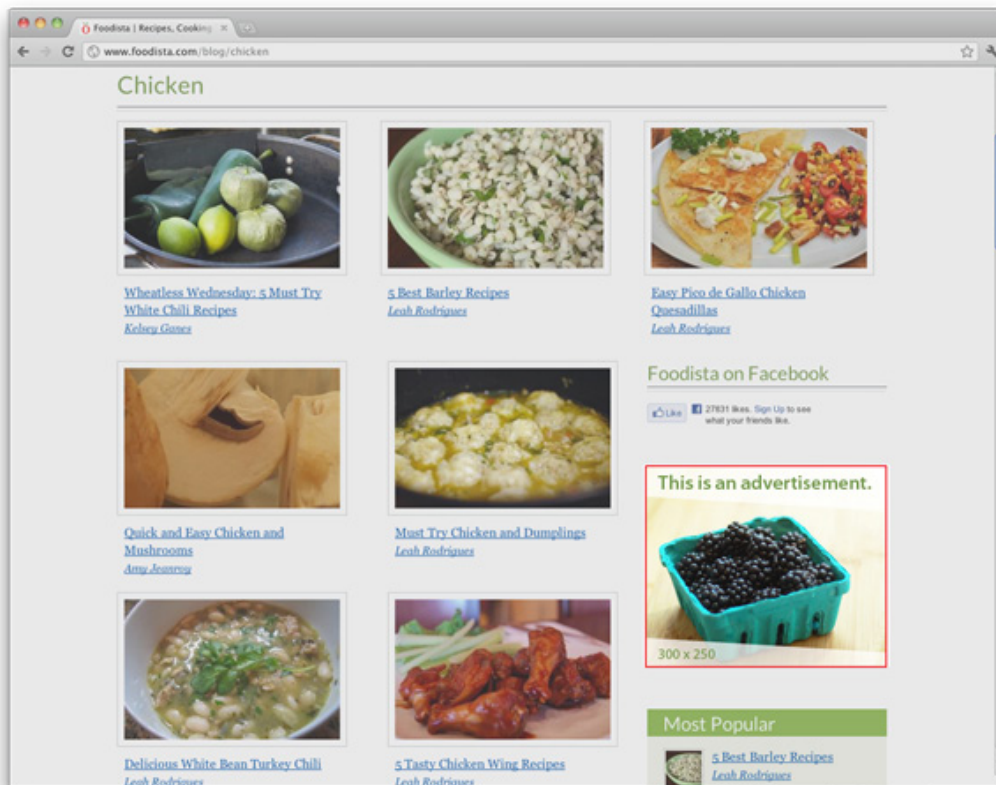 Foodista | Recipes, Cooking
www.foodista.com/blog/chicken
Chicken
Wheatless Wednesday: 5 Must Try
White Chili Recipes
Kelsey Ganes
5 Best Barley Recipes
Leah Rodrigues
Easy Pico de Gallo Chicken
Quesadillas
Leah Rodrigues
Foodista on Facebook
Like
27831 likes. Sign Up to see
what your friends like.
Quick and Easy Chicken and
Mushrooms
Amy Jeanroy
Must Try Chicken and Dumplings
Leah Rodrigues
This is an advertisement.
300 x 250
Delicious White Bean Turkey Chili
Leah Rodrigues
5 Tasty Chicken Wing Recipes
Leah Rodrigues
Most Popular
5 Best Barley Recipes
Leah Rodrigues